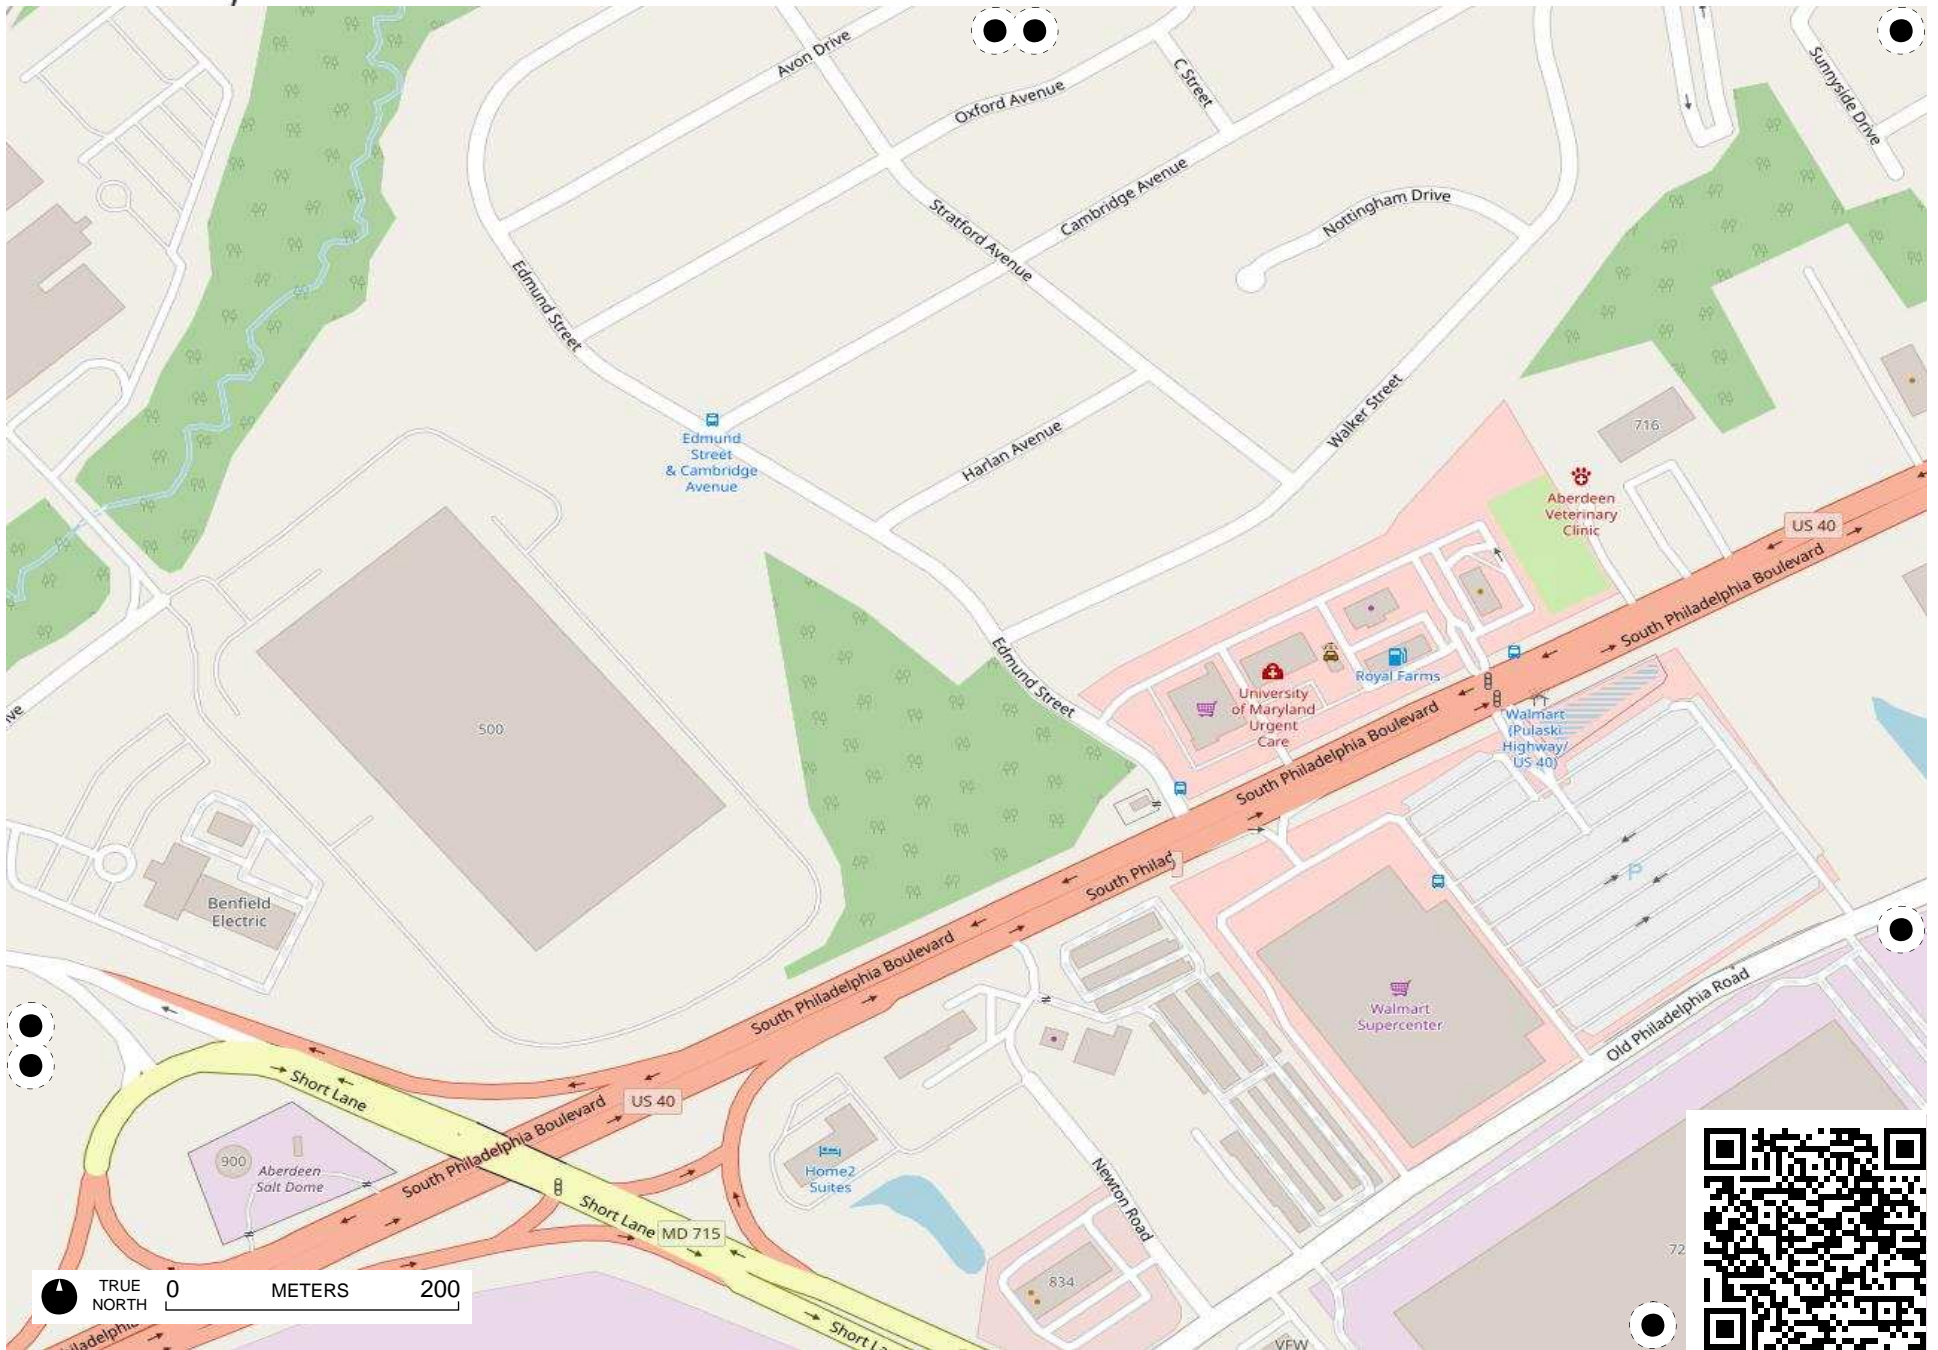 Avon Drive
Oxford Avenue
C Street
Sunnyside Drive
Cambridge Avenue
Stratford Avenue
Nottingham Drive
Edmund Street
Walker Street
Edmund
Street
& Cambridge
Avenue
Harlan Avenue
716
Aberdeen
Veterinary
Clinic
US 40
South Philadelphia Boulevard
Edmund Street
Royal Farms
University
of Maryland
Urgent
Care
Walmart
(Pulaski
Highway/
US 40)
South Philadelphia Boulevard
500
South Philad
P
Benfield
Electric
South Philadelphia Boulevard
Walmart
Supercenter
Old Philadelphia Road
Short Lane
US 40
South Philadelphia Boulevard
900
Aberdeen
Salt Dome
Home2
Suites
Newton Road
Short Lane
MD 715
72
834
TRUE
NORTH
0 METERS 200
Short La
VFW